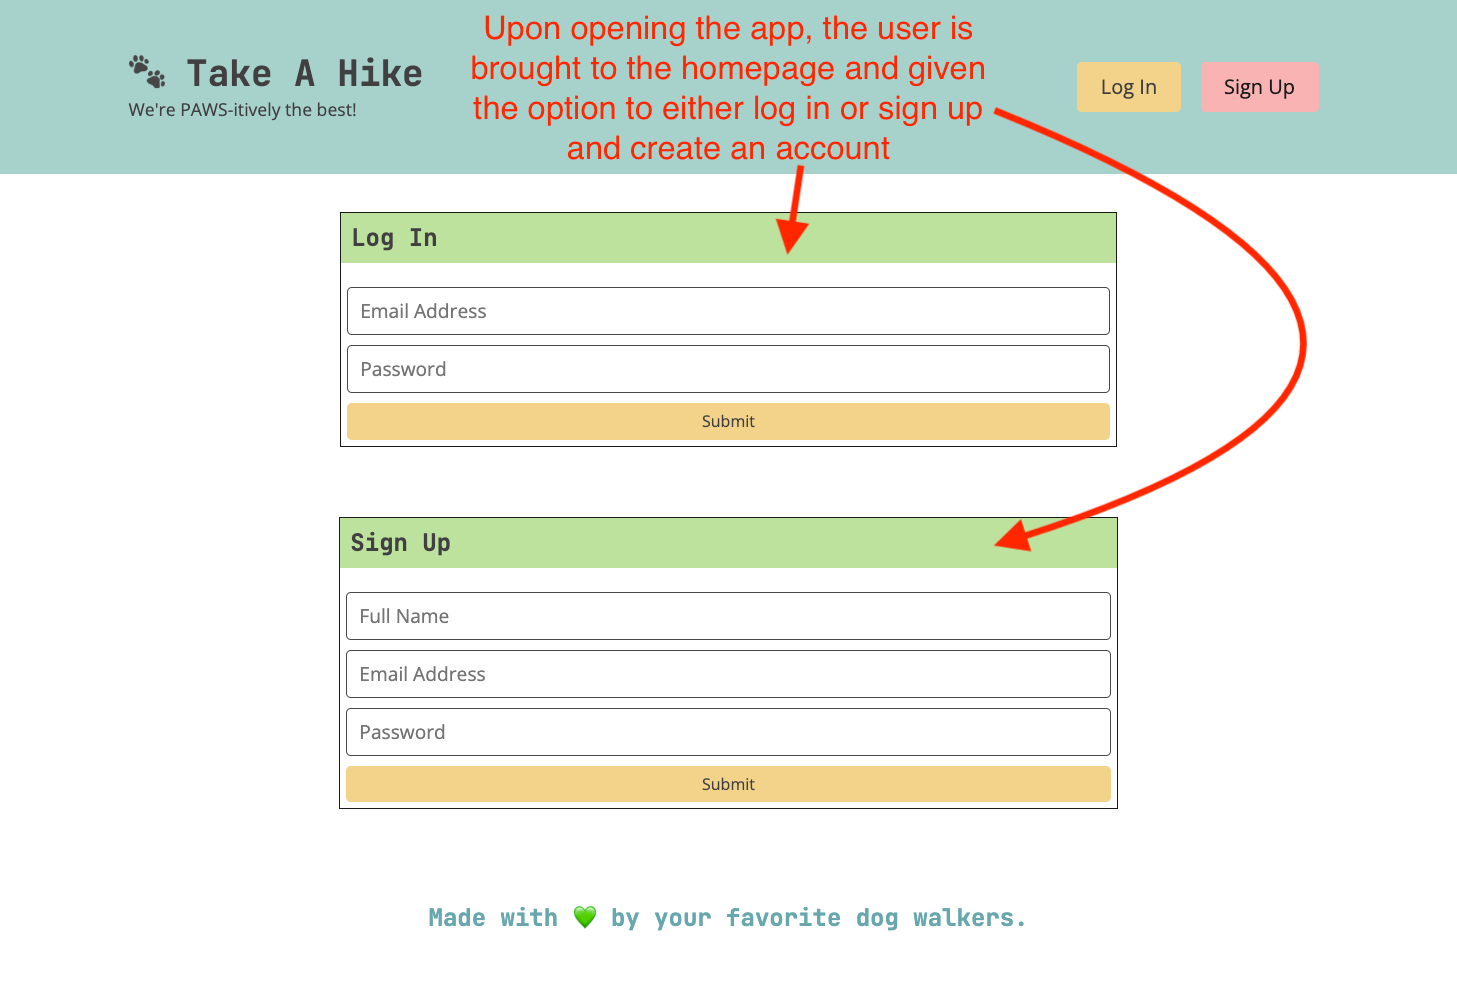 Take A Hike
We're PAWS-itively the best!
Upon opening the app, the user is
brought to the homepage and given
the option to either log in or sign up
and create an account
Log In
Sign Up
Log In
Email Address
Password
Submit
Sign Up
Full Name
Email Address
Password
Submit
Made with 💚 by your favorite dog walkers.